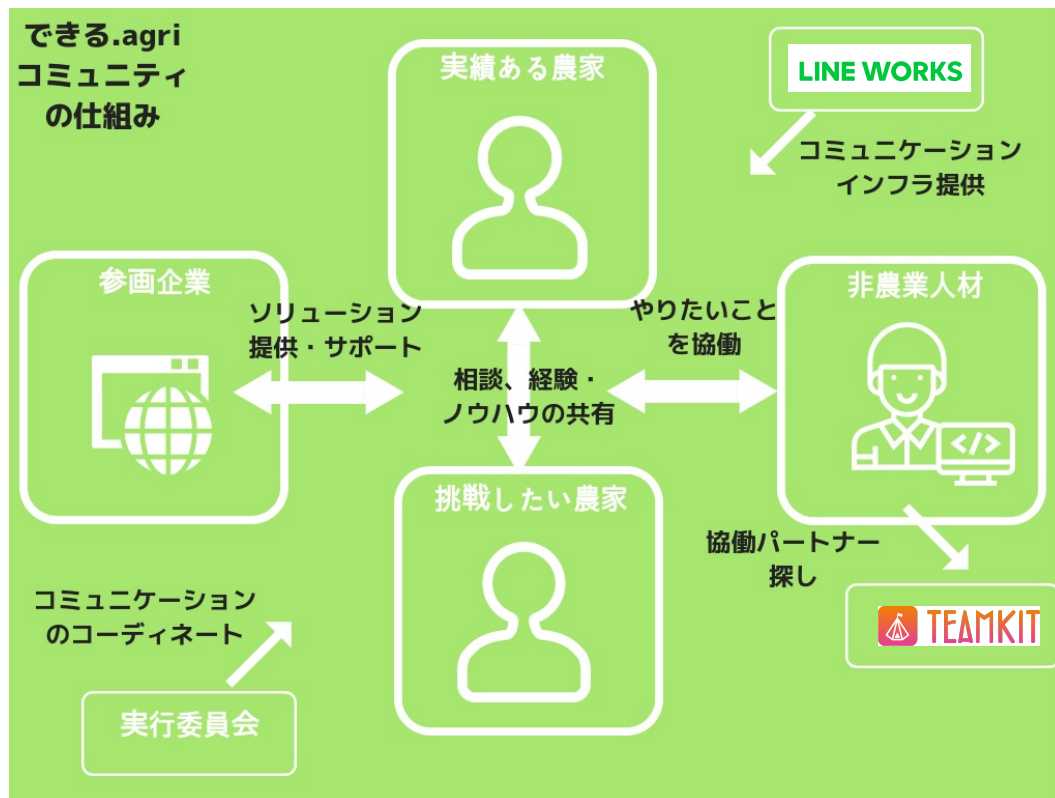 できる.agri
コミュニティ
の仕組み
実績ある農家
LINE WORKS
コミュニケーション
インフラ提供
参画企業
ソリューション
提供・サポート
相談、経験・
ノウハウの共有
やりたいこと
を協働
非農業人材
</>
挑戦したい農家
協働パートナー
探し
TEAMKIT
コミュニケーション
のコーディネート
実行委員会